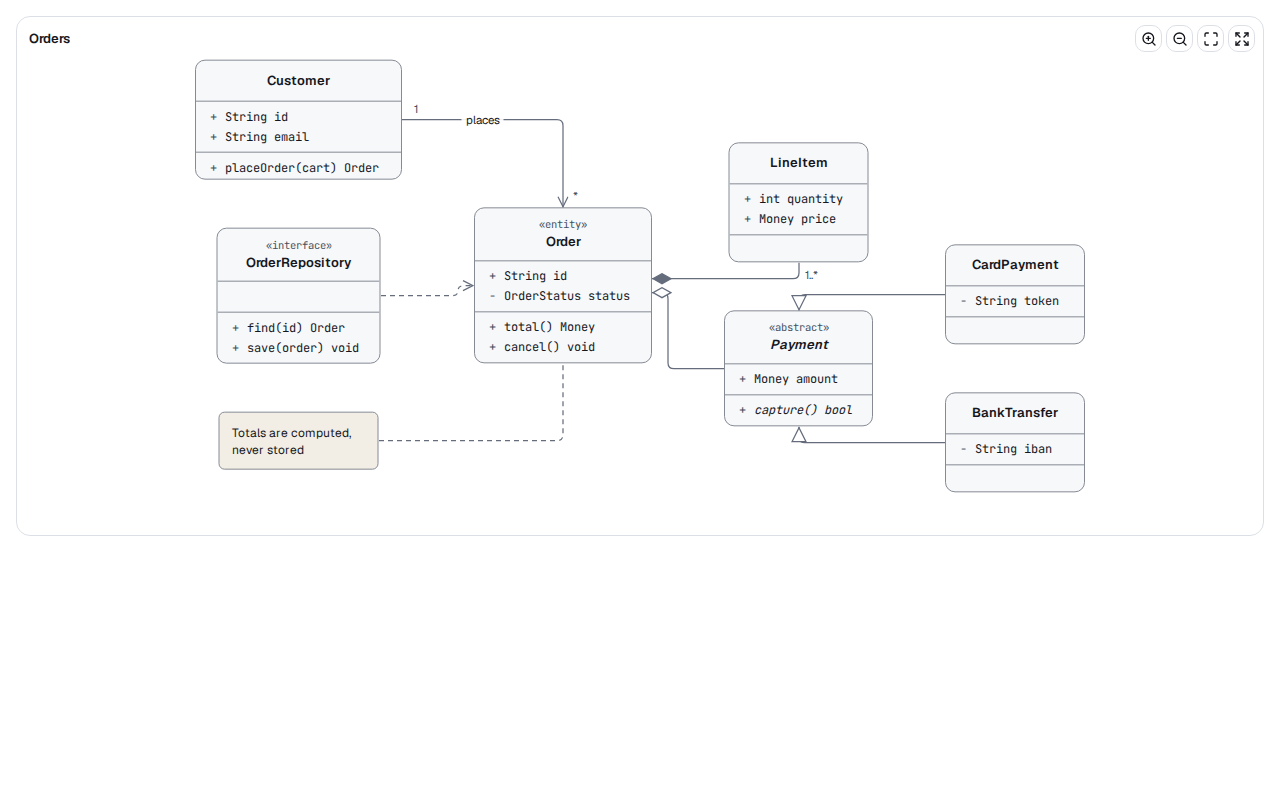 Orders
Customer
+ String id
+ String email
+ placeOrder(cart) Order
1
places
*
LineItem
+ int quantity
+ Money price
1..*
«interface»
OrderRepository
+ find(id) Order
+ save(order) void
«entity»
Order
+ String id
- OrderStatus status
+ total() Money
+ cancel() void
CardPayment
- String token
«abstract»
Payment
+ Money amount
+ capture() bool
BankTransfer
- String iban
Totals are computed,
never stored